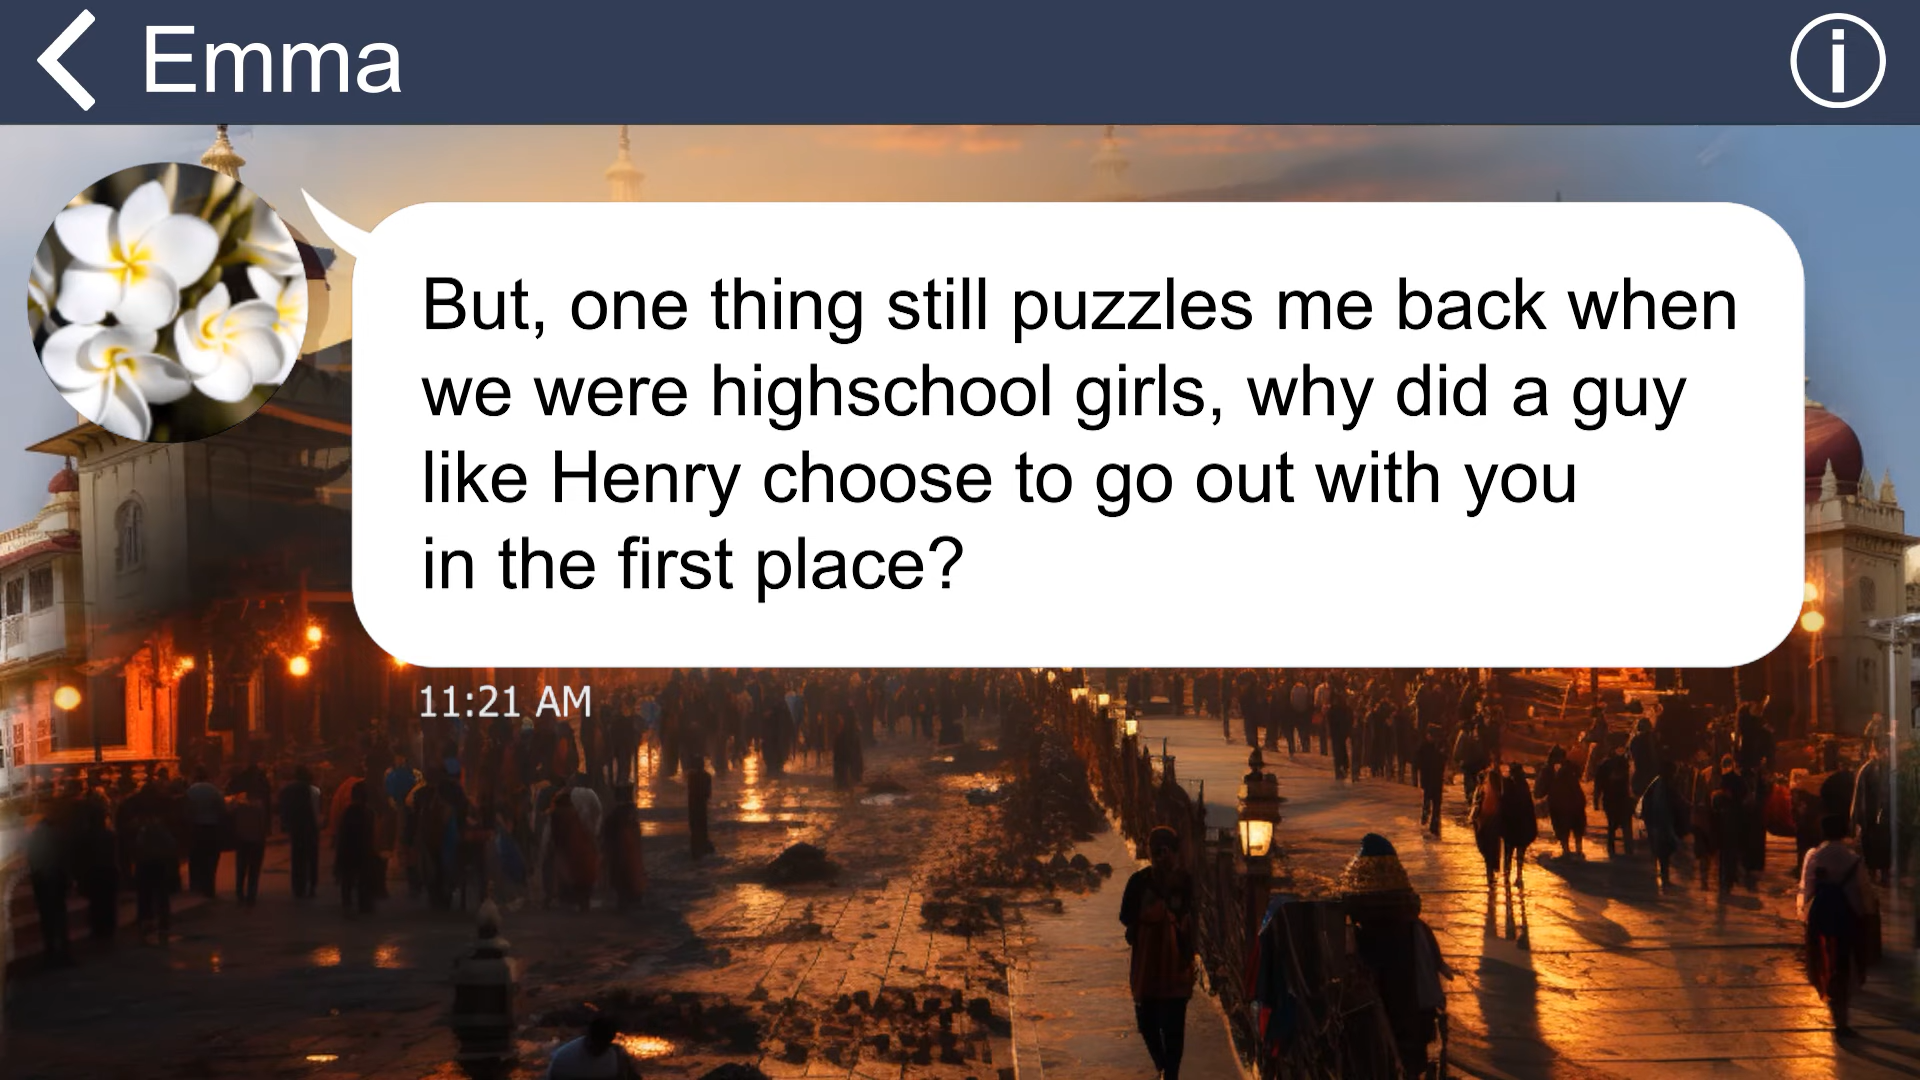 Emma
But, one thing still puzzles me back when
we were highschool girls, why did a guy
like Henry choose to go out with you
in the first place?
11:21 AM